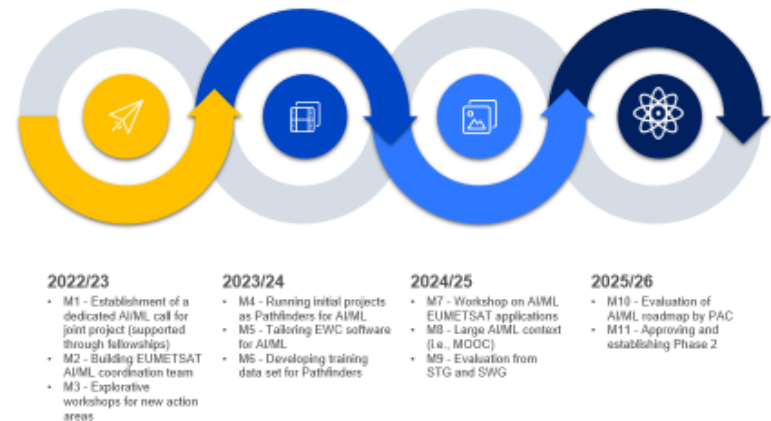 2022/23
• M1 - Establishment of a
dedicated AI/ML call for
joint project (supported
through fellowships)
• M2 - Building EUMETSAT
AI/ML coordination team
• M3 - Explorative
workshops for new action
areas
2023/24
• M4 - Running initial projects
as Pathfinders for AI/ML
• M5 - Tailoring EWC software
for AI/ML
• M6 - Developing training
data set for Pathfinders
2024/25
• M7 - Workshop on AI/ML
EUMETSAT applications
• M8 - Large AI/ML context
(i.e., MOOC)
• M9 - Evaluation from
STG and SWG
2025/26
• M10 - Evaluation of
AI/ML roadmap by PAC
• M11 - Approving and
establishing Phase 2